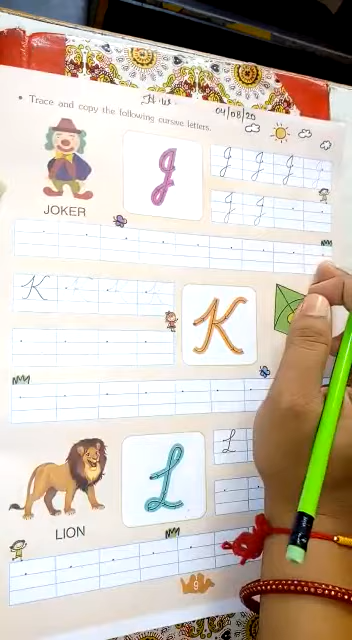 H.W. 04/08/20
Trace and copy the following cursive letters.
J J J J
J J
JOKER
K
K
L L
LION